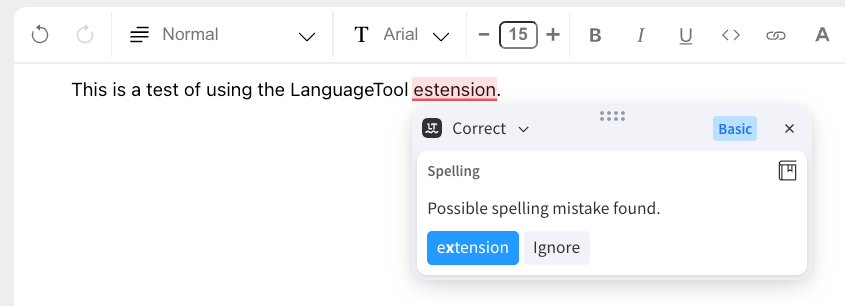 Normal
T Arial
15
B I U <> A
This is a test of using the LanguageTool estension.
LT Correct Basic
Spelling
Possible spelling mistake found.
extension Ignore